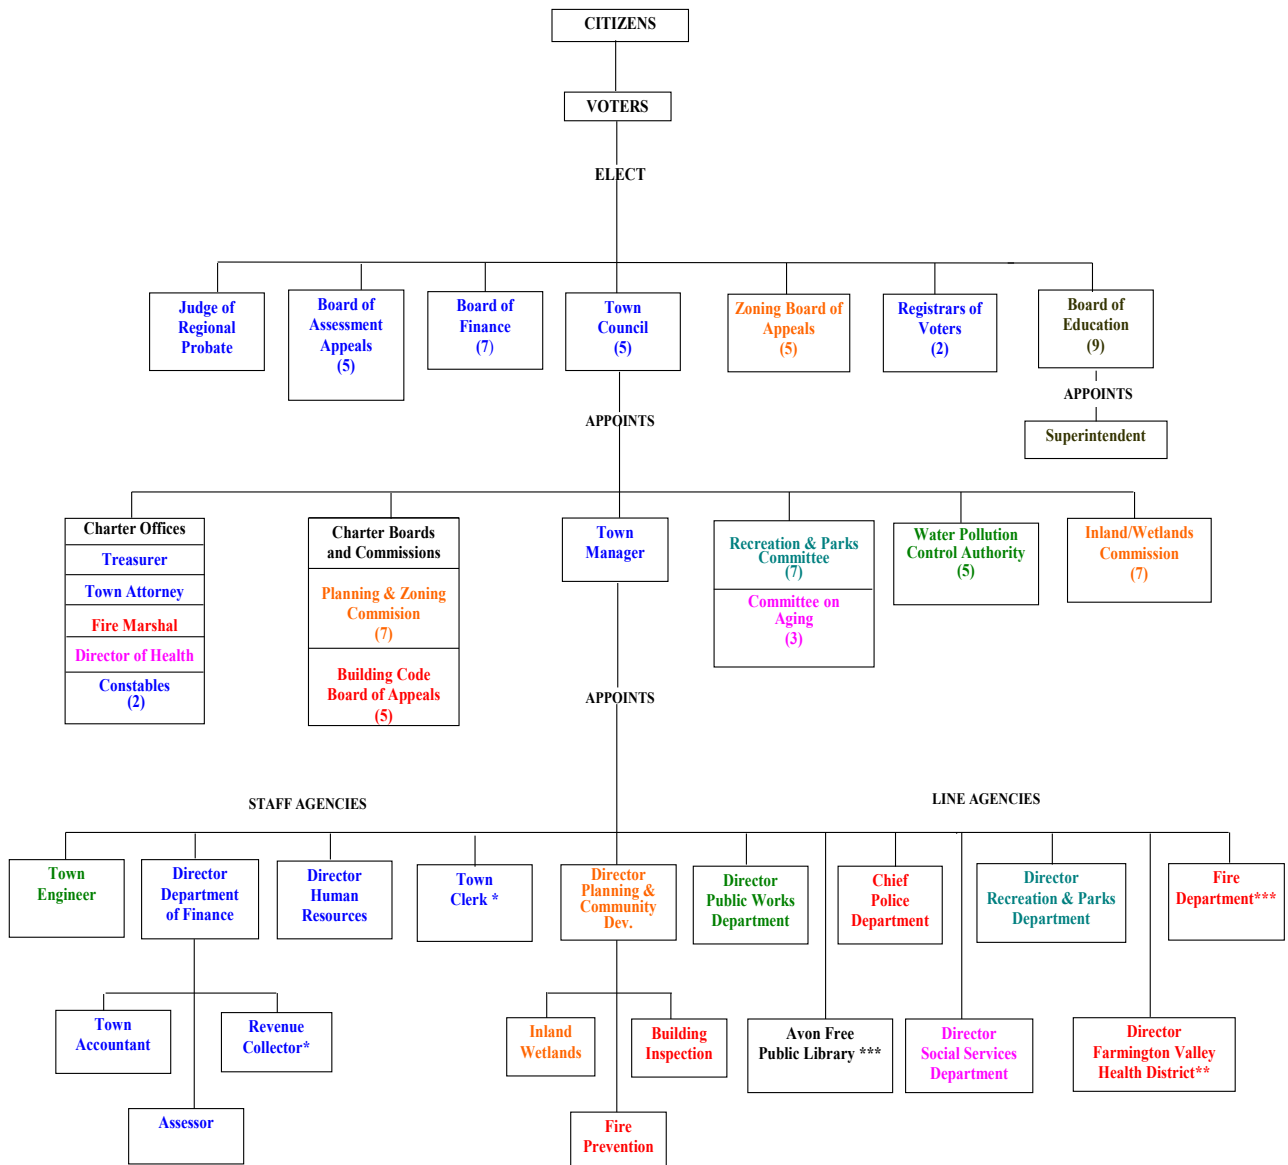 CITIZENS
VOTERS
ELECT
Judge of
Regional
Probate
Board of
Assessment
Appeals
(5)
Board of
Finance
(7)
Town
Council
(5)
Zoning Board of
Appeals
(5)
Registrars of
Voters
(2)
Board of
Education
(9)
APPOINTS
Superintendent
APPOINTS
Charter Offices
Treasurer
Town Attorney
Fire Marshal
Director of Health
Constables
(2)
Charter Boards
and Commissions
Planning & Zoning
Commision
(7)
Building Code
Board of Appeals
(5)
Town
Manager
Recreation & Parks
Committee
(7)
Committee on
Aging
(3)
Water Pollution
Control Authority
(5)
Inland/Wetlands
Commission
(7)
APPOINTS
STAFF AGENCIES
LINE AGENCIES
Town
Engineer
Director
Department
of Finance
Director
Human
Resources
Town
Clerk *
Director
Planning &
Community
Dev.
Director
Public Works
Department
Chief
Police
Department
Director
Recreation & Parks
Department
Fire
Department***
Town
Accountant
Revenue
Collector*
Assessor
Inland
Wetlands
Building
Inspection
Fire
Prevention
Avon Free
Public Library ***
Director
Social Services
Department
Director
Farmington Valley
Health District**